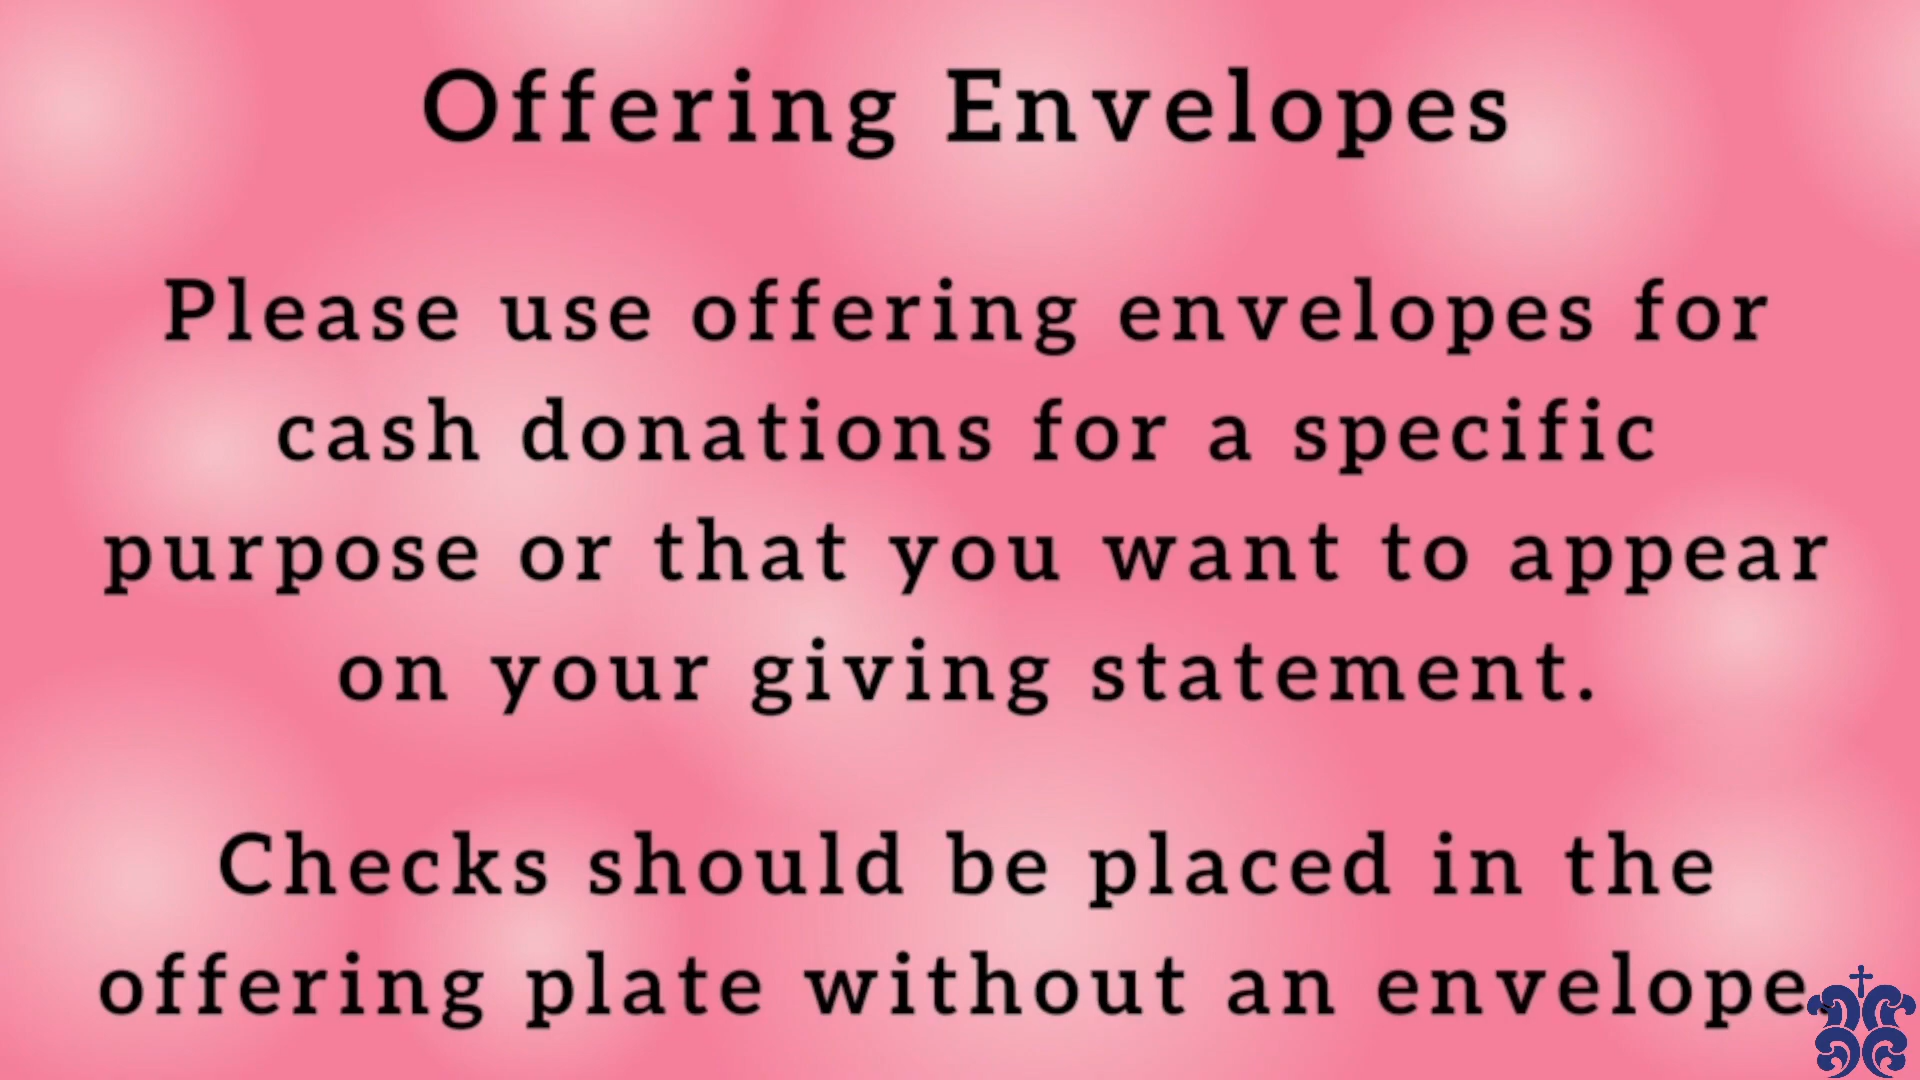 Offering Envelopes
Please use offering envelopes for
cash donations for a specific
purpose or that you want to appear
on your giving statement.
Checks should be placed in the
offering plate without an envelope.